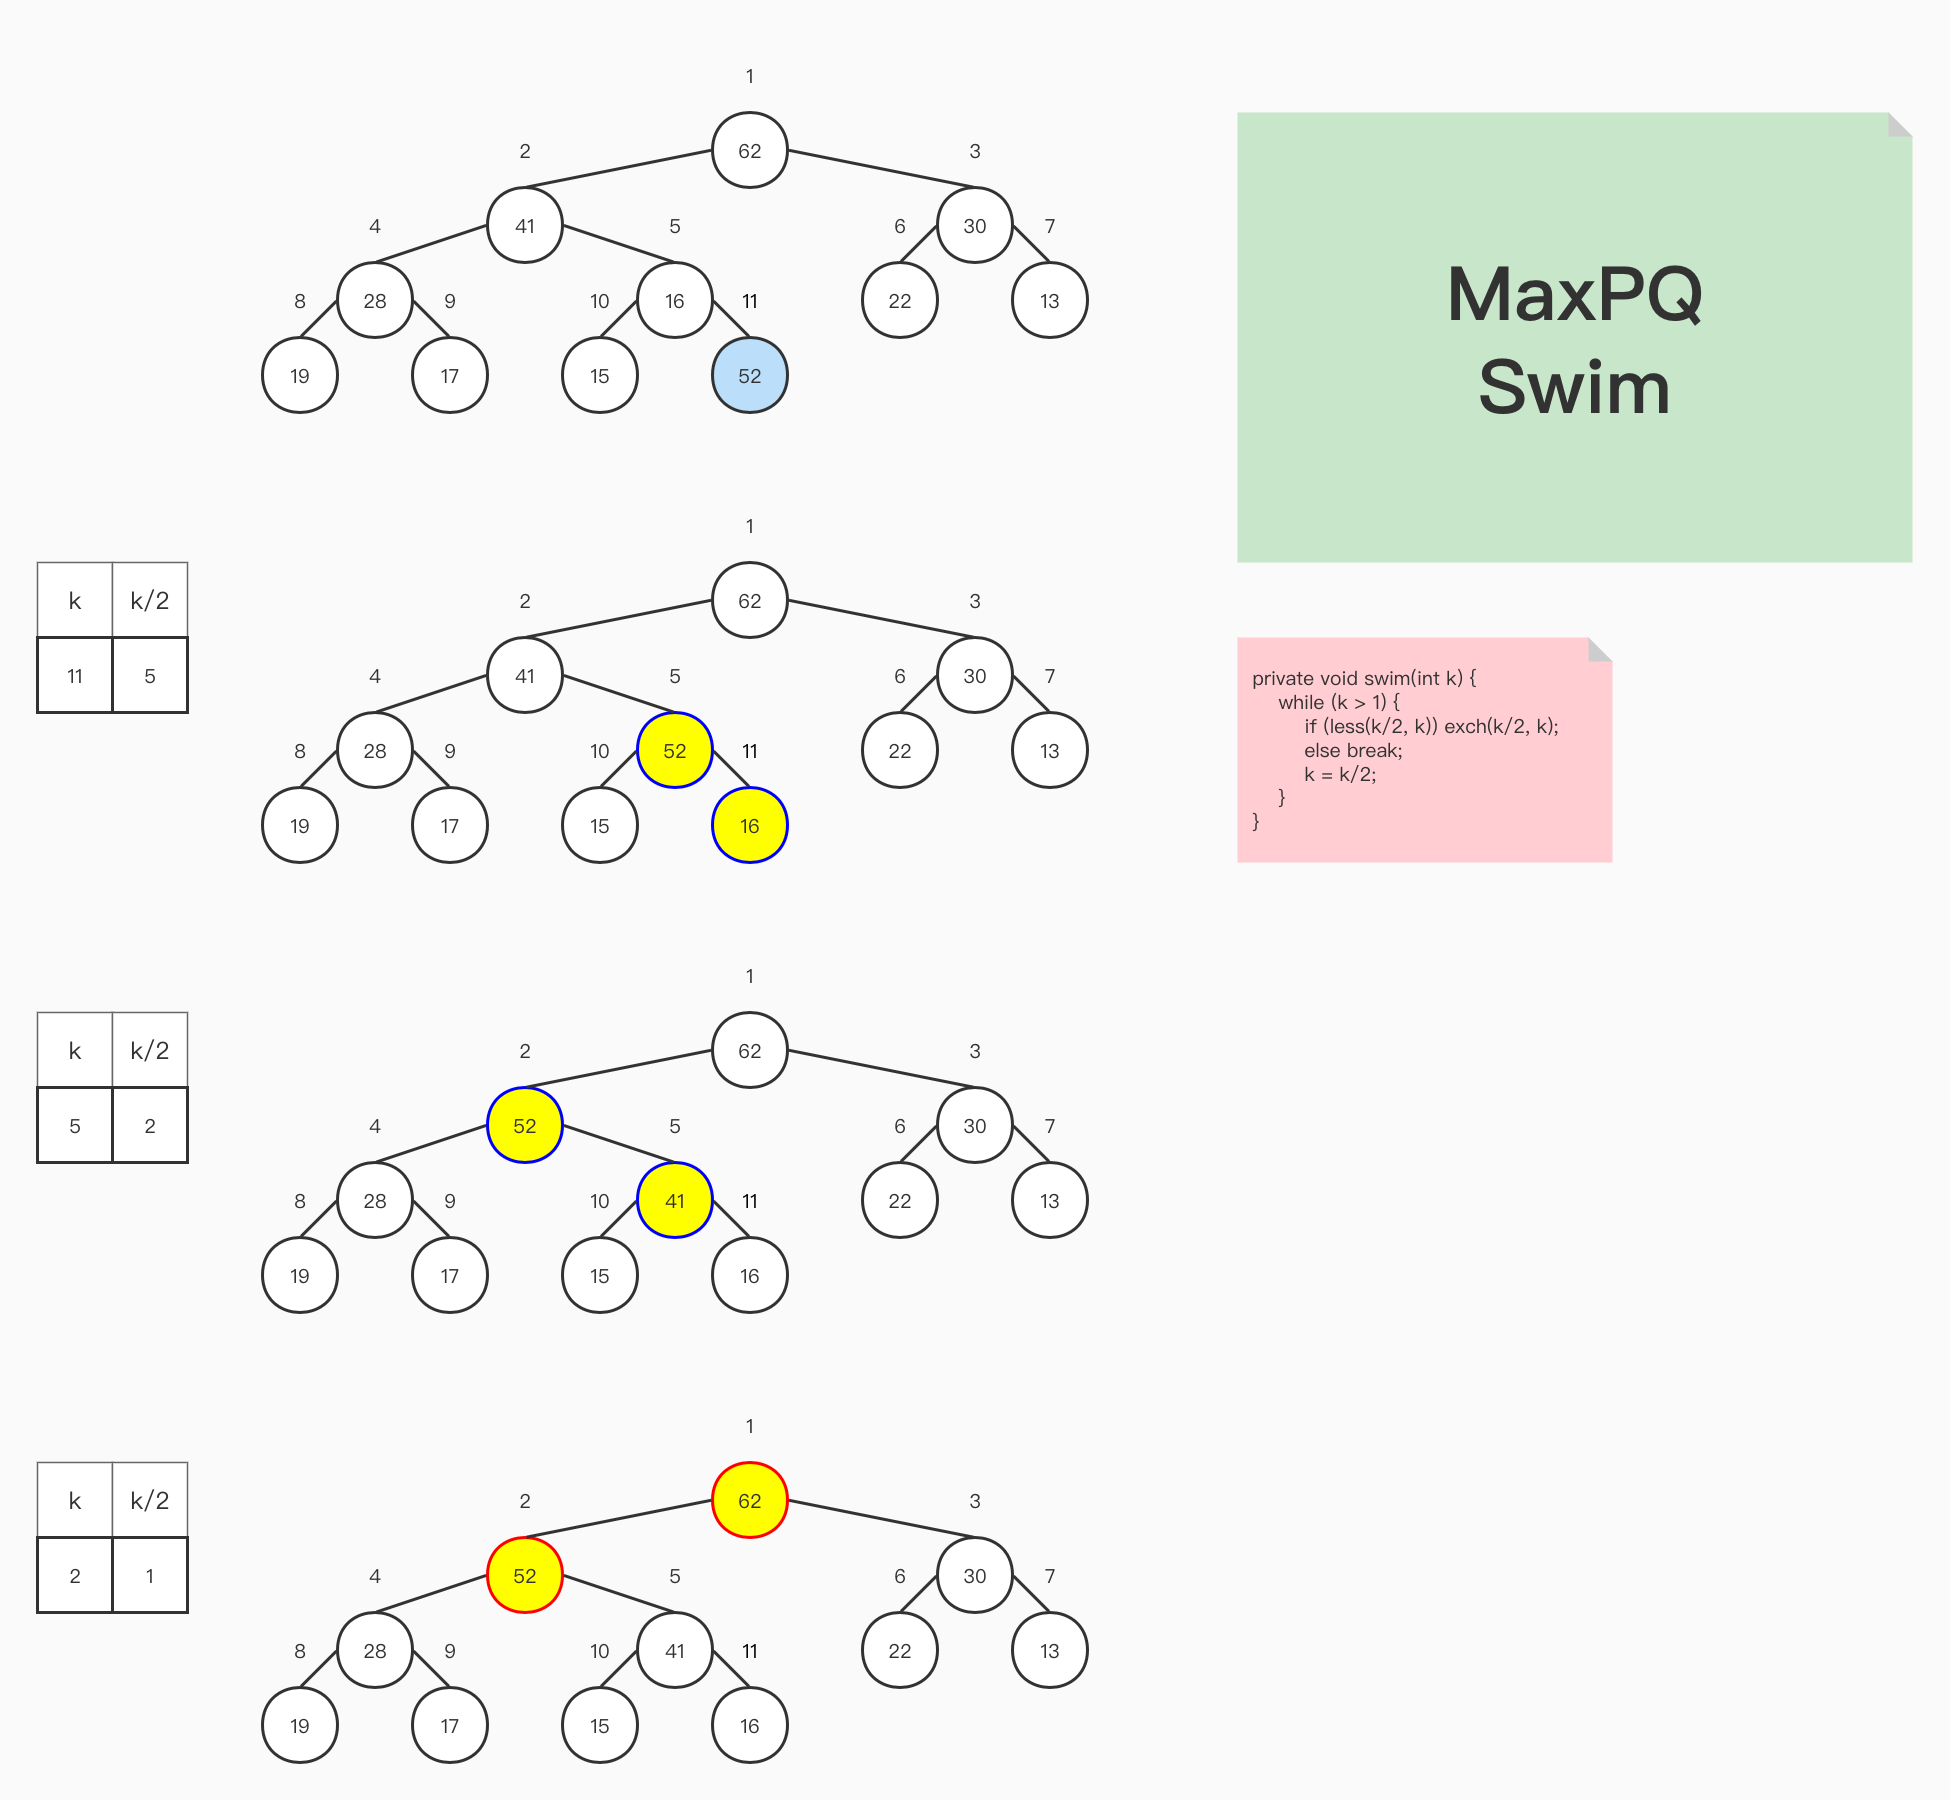 1
2 62 3
4 41 5 6 30 7
8 28 9 10 16 11 22 13
19 17 15 52
MaxPQ
Swim
1
k k/2 2 62 3
11 5 4 41 5 6 30 7
8 28 9 10 52 11 22 13
19 17 15 16
private void swim(int k) {
while (k > 1) {
if (less(k/2, k)) exch(k/2, k);
else break;
k = k/2;
}
}
1
k k/2 2 62 3
5 2 4 52 5 6 30 7
8 28 9 10 41 11 22 13
19 17 15 16
1
k k/2 2 62 3
2 1 4 52 5 6 30 7
8 28 9 10 41 11 22 13
19 17 15 16